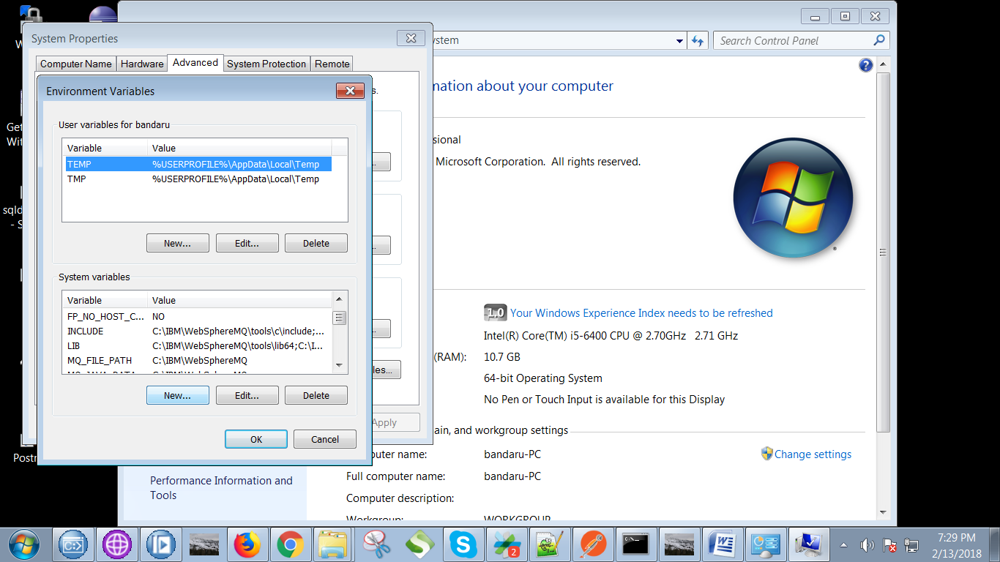 System Properties
Computer Name Hardware Advanced System Protection Remote
Environment Variables
User variables for bandaru
Variable Value
TEMP %USERPROFILE%\AppData\Local\Temp
TMP %USERPROFILE%\AppData\Local\Temp
New... Edit... Delete
System variables
Variable Value
FP_NO_HOST_C... NO
INCLUDE C:\IBM\WebSphereMQ\tools\c\include;...
LIB C:\IBM\WebSphereMQ\tools\lib64;C:\I...
MQ_FILE_PATH C:\IBM\WebSphereMQ
New... Edit... Delete
OK Cancel
Apply
Search Control Panel
mation about your computer
Microsoft Corporation. All rights reserved.
1.0 Your Windows Experience Index needs to be refreshed
Intel(R) Core(TM) i5-6400 CPU @ 2.70GHz 2.71 GHz
(RAM): 10.7 GB
64-bit Operating System
No Pen or Touch Input is available for this Display
ain, and workgroup settings
puter name: bandaru-PC
Change settings
Full computer name: bandaru-PC
Computer description:
Workgroup: WORKGROUP
Performance Information and
Tools
Get
Wit
sqld
- S
Postr
2
7:29 PM
2/13/2018